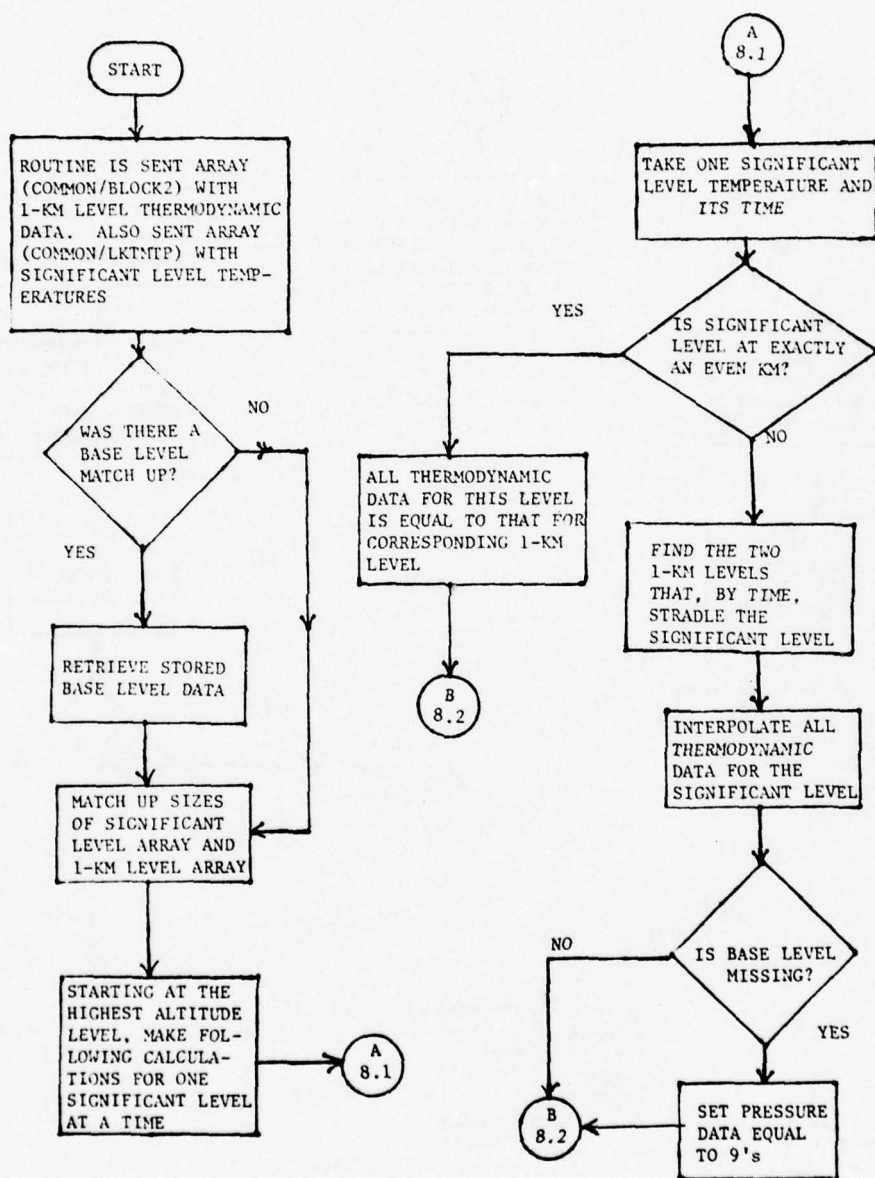 START
ROUTINE IS SENT ARRAY
(COMMON/BLOCK2) WITH
1-KM LEVEL THERMODYNAMIC
DATA. ALSO SENT ARRAY
(COMMON/LKTMTP) WITH
SIGNIFICANT LEVEL TEMP-
ERATURES
WAS THERE A
BASE LEVEL
MATCH UP?
NO
YES
RETRIEVE STORED
BASE LEVEL DATA
MATCH UP SIZES
OF SIGNIFICANT
LEVEL ARRAY AND
1-KM LEVEL ARRAY
STARTING AT THE
HIGHEST ALTITUDE
LEVEL, MAKE FOL-
LOWING CALCULA-
TIONS FOR ONE
SIGNIFICANT LEVEL
AT A TIME
A
8.1
A
8.1
TAKE ONE SIGNIFICANT
LEVEL TEMPERATURE AND
ITS TIME
IS SIGNIFICANT
LEVEL AT EXACTLY
AN EVEN KM?
YES
NO
ALL THERMODYNAMIC
DATA FOR THIS LEVEL
IS EQUAL TO THAT FOR
CORRESPONDING 1-KM
LEVEL
B
8.2
FIND THE TWO
1-KM LEVELS
THAT, BY TIME,
STRADLE THE
SIGNIFICANT LEVEL
INTERPOLATE ALL
THERMODYNAMIC
DATA FOR THE
SIGNIFICANT LEVEL
IS BASE LEVEL
MISSING?
NO
YES
SET PRESSURE
DATA EQUAL
TO 9's
B
8.2